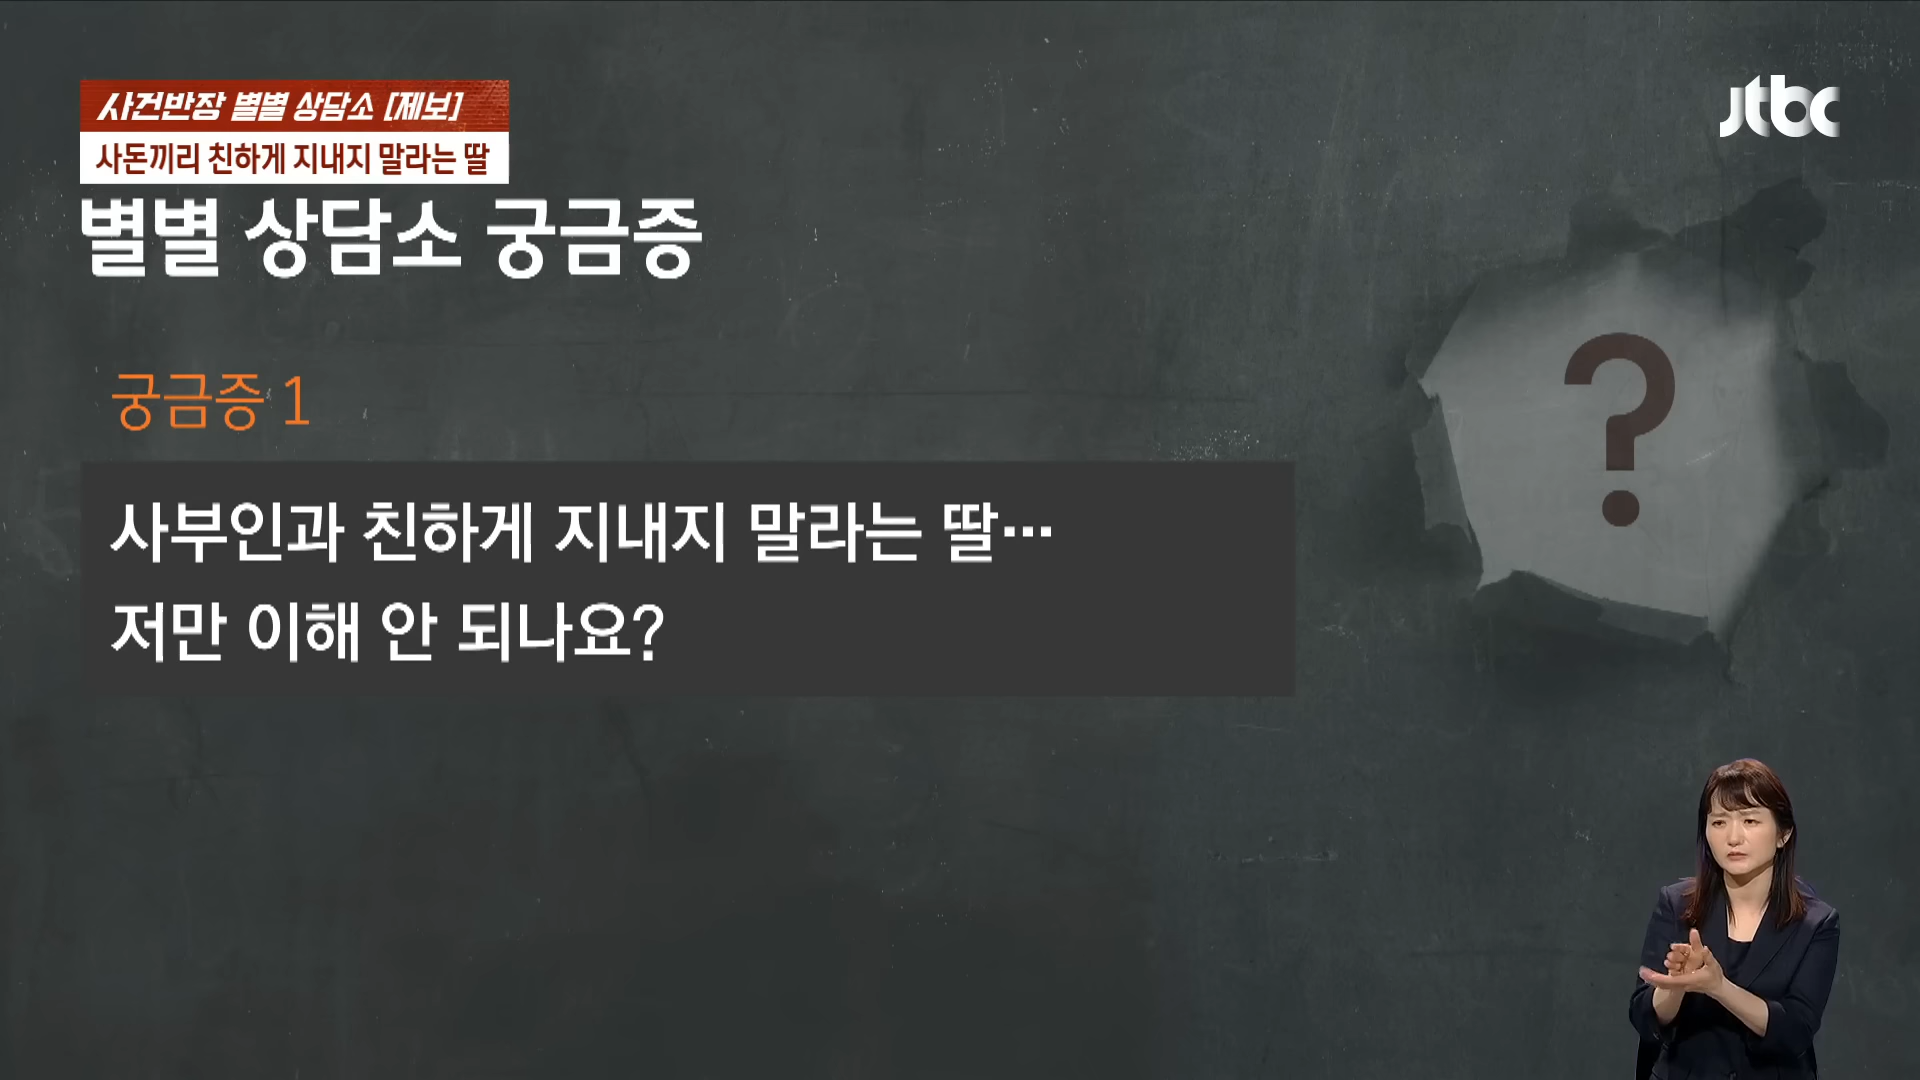 사건반장 별별 상담소 [제보]
jtbc
사돈끼리 친하게 지내지 말라는 딸
별별 상담소 궁금증
궁금증 1
?
사부인과 친하게 지내지 말라는 딸…
저만 이해 안 되나요?